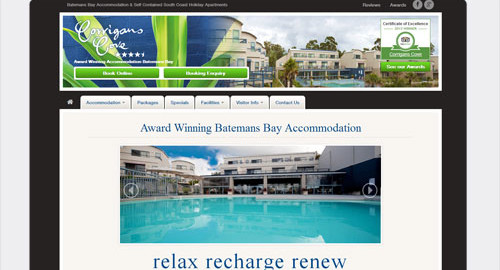 Batemans Bay Accommodation & Self Contained South Coast Holiday Apartments
Reviews
Awards
Corrigans Cove
Award Winning Accommodation Batemans Bay
Book Online
Booking Enquiry
Certificate of Excellence
2013 WINNER
Corrigans Cove
See our Awards
Accommodation
Packages
Specials
Facilities
Visitor Info
Contact Us
Award Winning Batemans Bay Accommodation
relax recharge renew